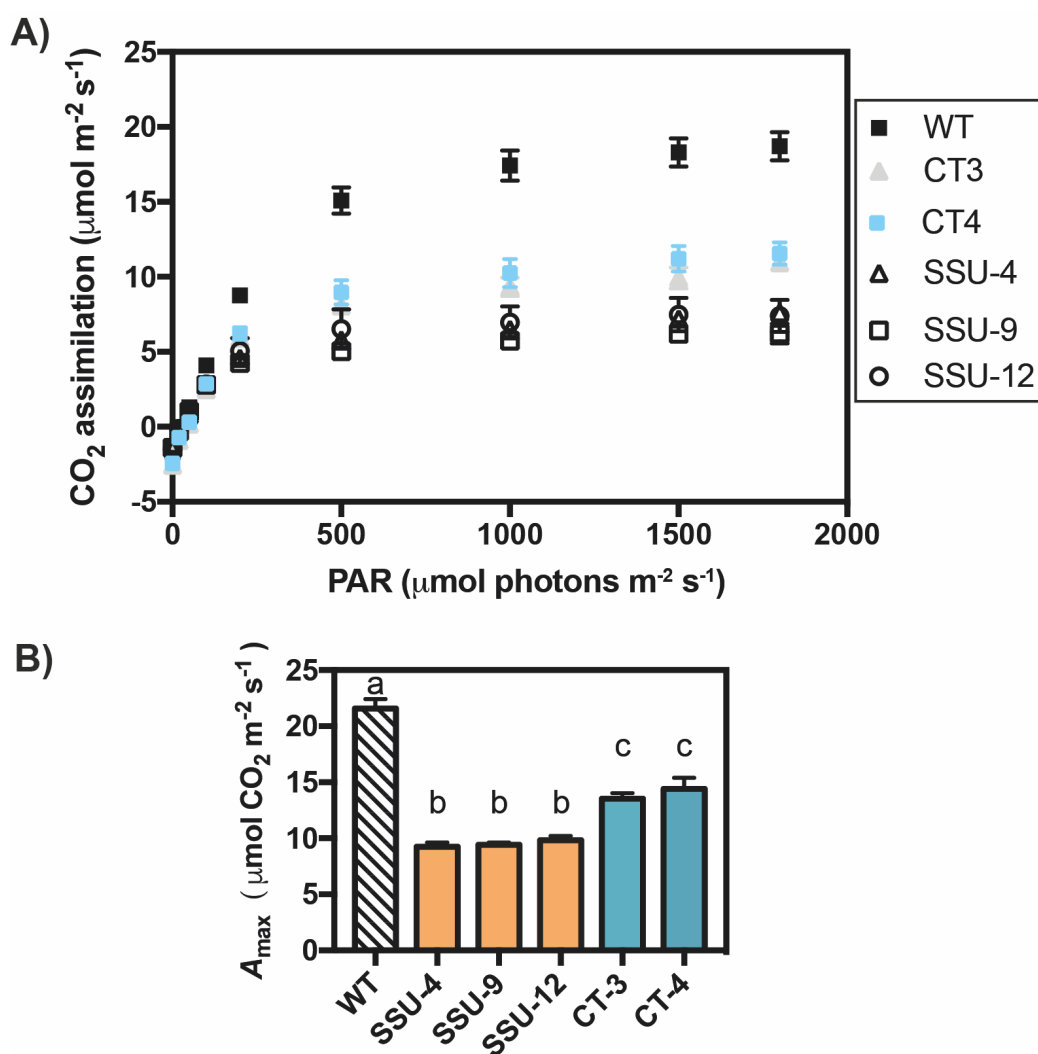 A)
25
20
15
10
5
0
-5
CO2 assimilation (μmol m-2 s-1)
0 500 1000 1500 2000
PAR (μmol photons m-2 s-1)
WT
CT3
CT4
SSU-4
SSU-9
SSU-12
B)
25
20
15
10
5
0
Amax ( μmol CO2 m-2 s-1 )
a
b b b c c
WT SSU-4 SSU-9 SSU-12 CT-3 CT-4